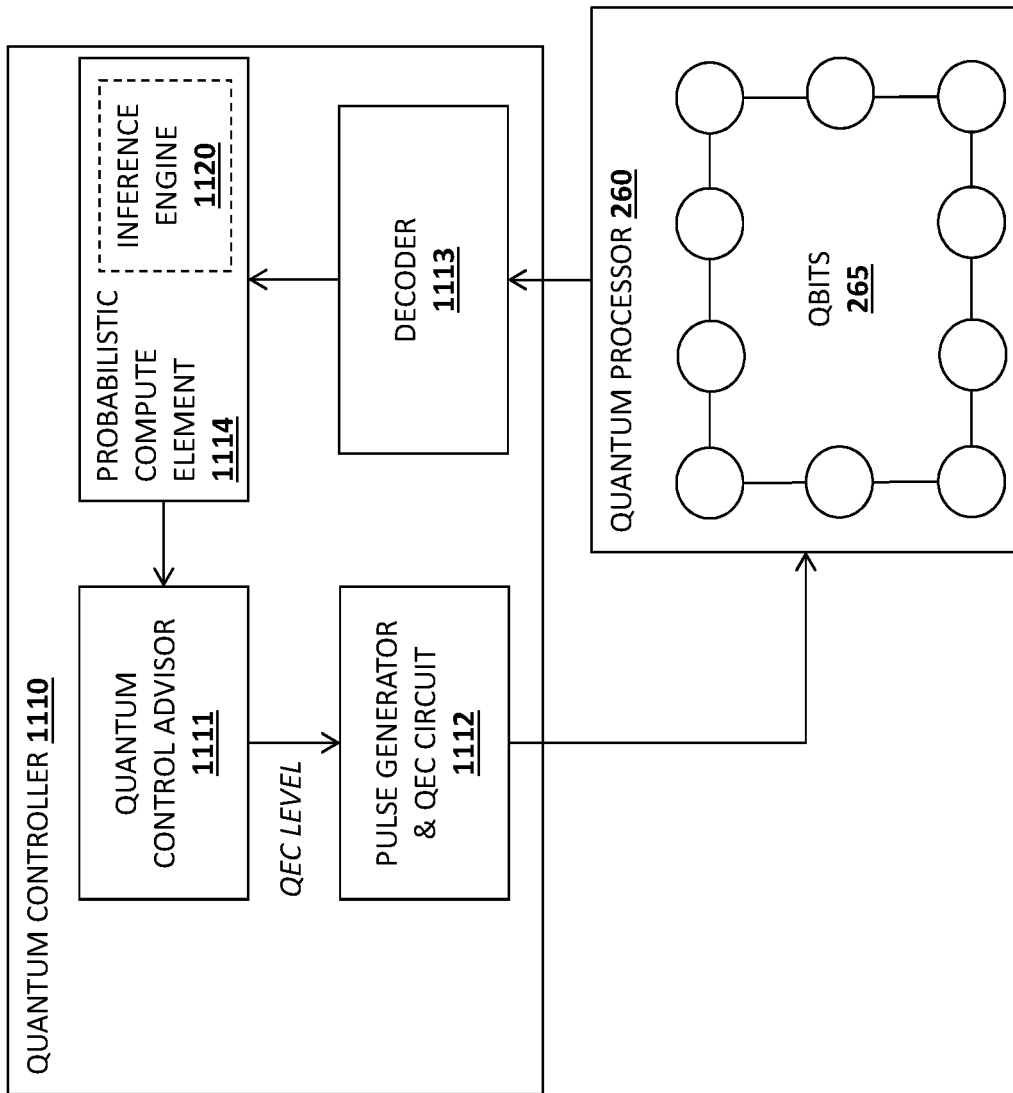 QUANTUM CONTROLLER 1110
QUANTUM
CONTROL ADVISOR
1111
QEC LEVEL
PULSE GENERATOR
& QEC CIRCUIT
1112
PROBABILISTIC
COMPUTE
ELEMENT
1114
INFERENCE
ENGINE
1120
DECODER
1113
QUANTUM PROCESSOR 260
QBITS
265